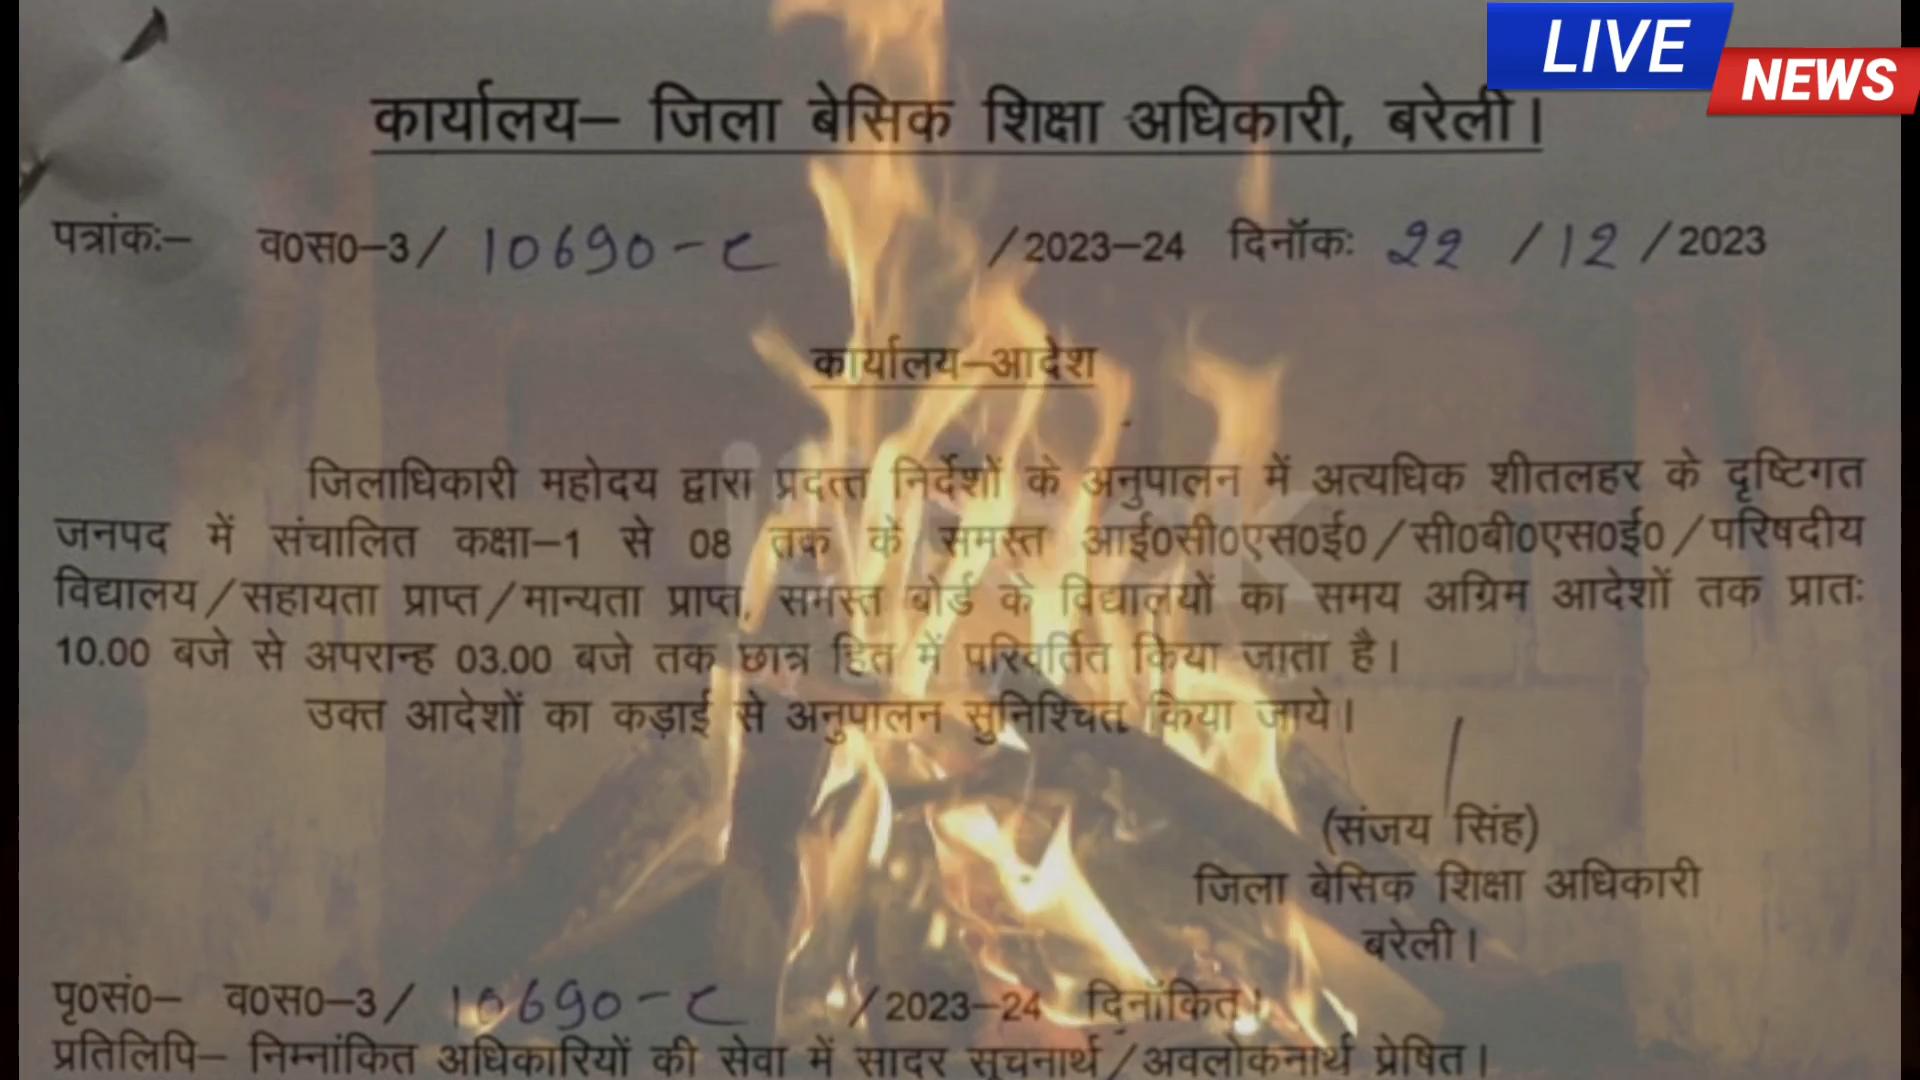 LIVE
NEWS
कार्यालय– जिला बेसिक शिक्षा अधिकारी, बरेली।
पत्रांकः– व0स0–3/ 10690-c /2023–24 दिनॉकः 22 /12 /2023
कार्यालय–आदेश
जिलाधिकारी महोदय द्वारा प्रदत्त निर्देशों के अनुपालन में अत्यधिक शीतलहर के दृष्टिगत
जनपद में संचालित कक्षा–1 से 08 तक के समस्त आई0सी0एस0ई0/सी0बी0एस0ई0/परिषदीय
विद्यालय/सहायता प्राप्त/मान्यता प्राप्त, समस्त बोर्ड के विद्यालयों का समय अग्रिम आदेशों तक प्रातः
10.00 बजे से अपरान्ह 03.00 बजे तक छात्र हित में परिवर्तित किया जाता है।
उक्त आदेशों का कड़ाई से अनुपालन सुनिश्चित किया जाये।
(संजय सिंह)
जिला बेसिक शिक्षा अधिकारी
बरेली।
पृ0सं0– व0स0–3/ 10690-c /2023–24 दिनांकित।
प्रतिलिपि– निम्नांकित अधिकारियों की सेवा में सादर सूचनार्थ/अवलोकनार्थ प्रेषित।